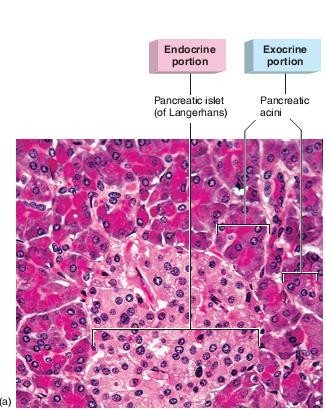 Endocrine
portion
Exocrine
portion
Pancreatic islet
(of Langerhans)
Pancreatic
acini
(a)